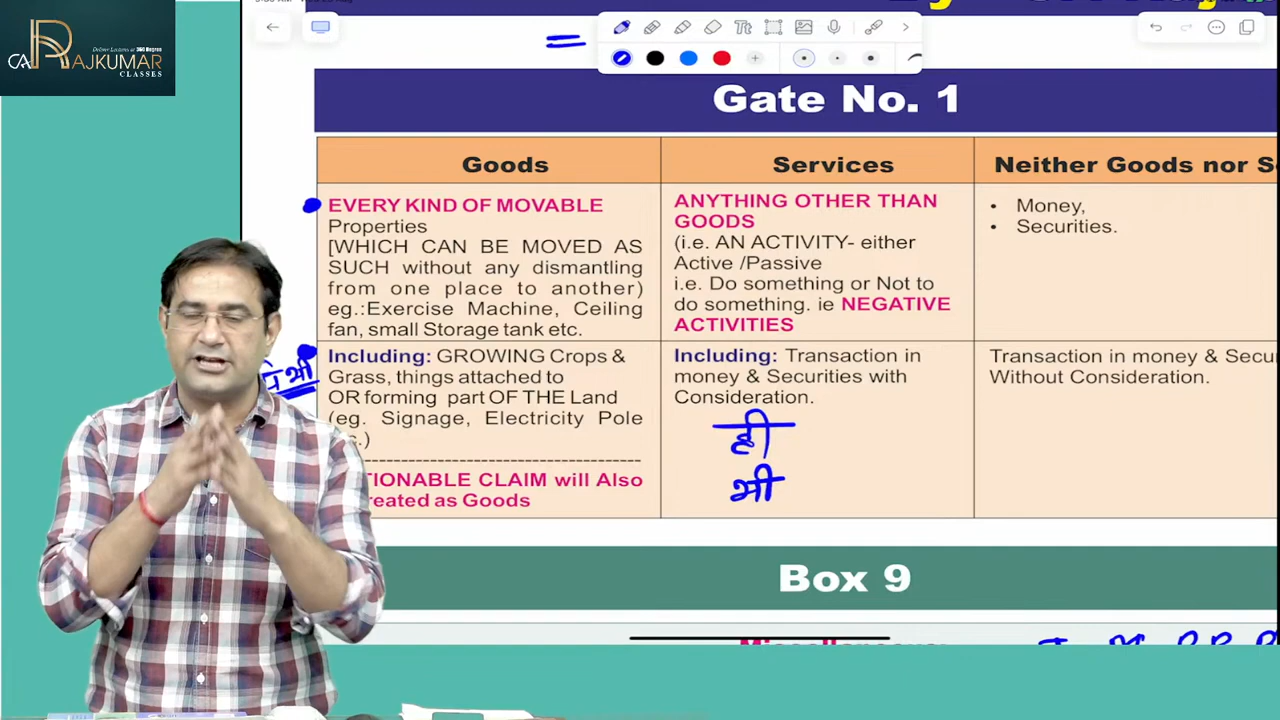 Deliver Lectures at 360 Degree
CA RAJKUMAR
CLASSES
Gate No. 1
Goods
Services
Neither Goods nor S
EVERY KIND OF MOVABLE
Properties
[WHICH CAN BE MOVED AS
SUCH without any dismantling
from one place to another)
eg.:Exercise Machine, Ceiling
fan, small Storage tank etc.
ANYTHING OTHER THAN
GOODS
(i.e. AN ACTIVITY- either
Active /Passive
i.e. Do something or Not to
do something. ie NEGATIVE
ACTIVITIES
• Money,
• Securities.
Including: GROWING Crops &
Grass, things attached to
OR forming part OF THE Land
(eg. Signage, Electricity Pole
.)
TIONABLE CLAIM will Also
reated as Goods
Including: Transaction in
money & Securities with
Consideration.
ही
भी
Transaction in money & Secu
Without Consideration.
भी
Box 9